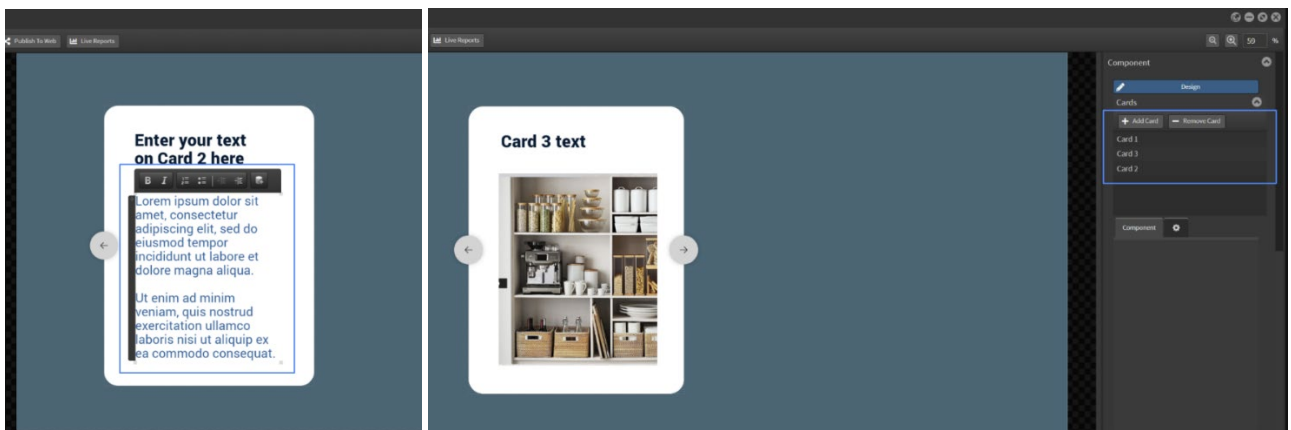 Publish To Web
Live Reports
Enter your text
on Card 2 here
B I
Lorem ipsum dolor sit
amet, consectetur
adipiscing elit, sed do
eiusmod tempor
incididunt ut labore et
dolore magna aliqua.
Ut enim ad minim
veniam, quis nostrud
exercitation ullamco
laboris nisi ut aliquip ex
ea commodo consequat.
Live Reports
59 %
Card 3 text
Component
Design
Cards
Add Card
Remove Card
Card 1
Card 3
Card 2
Component